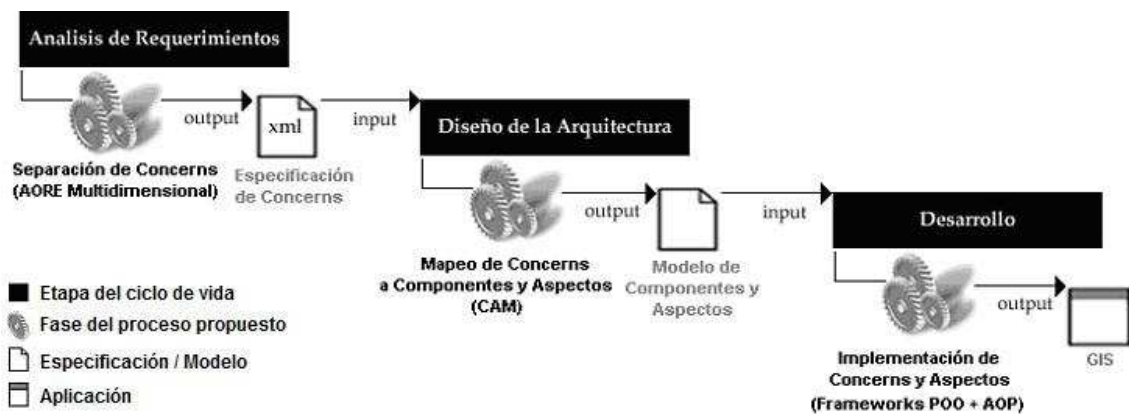 Analisis de Requerimientos
output
xml
input
Separación de Concerns
(AORE Multidimensional)
Especificación
de Concerns
Diseño de la Arquitectura
output
input
Mapeo de Concerns
a Componentes y Aspectos
(CAM)
Modelo de
Componentes y
Aspectos
Desarrollo
output
Implementación de
Concerns y Aspectos
(Frameworks POO + AOP)
GIS
Etapa del ciclo de vida
Fase del proceso propuesto
Especificación / Modelo
Aplicación